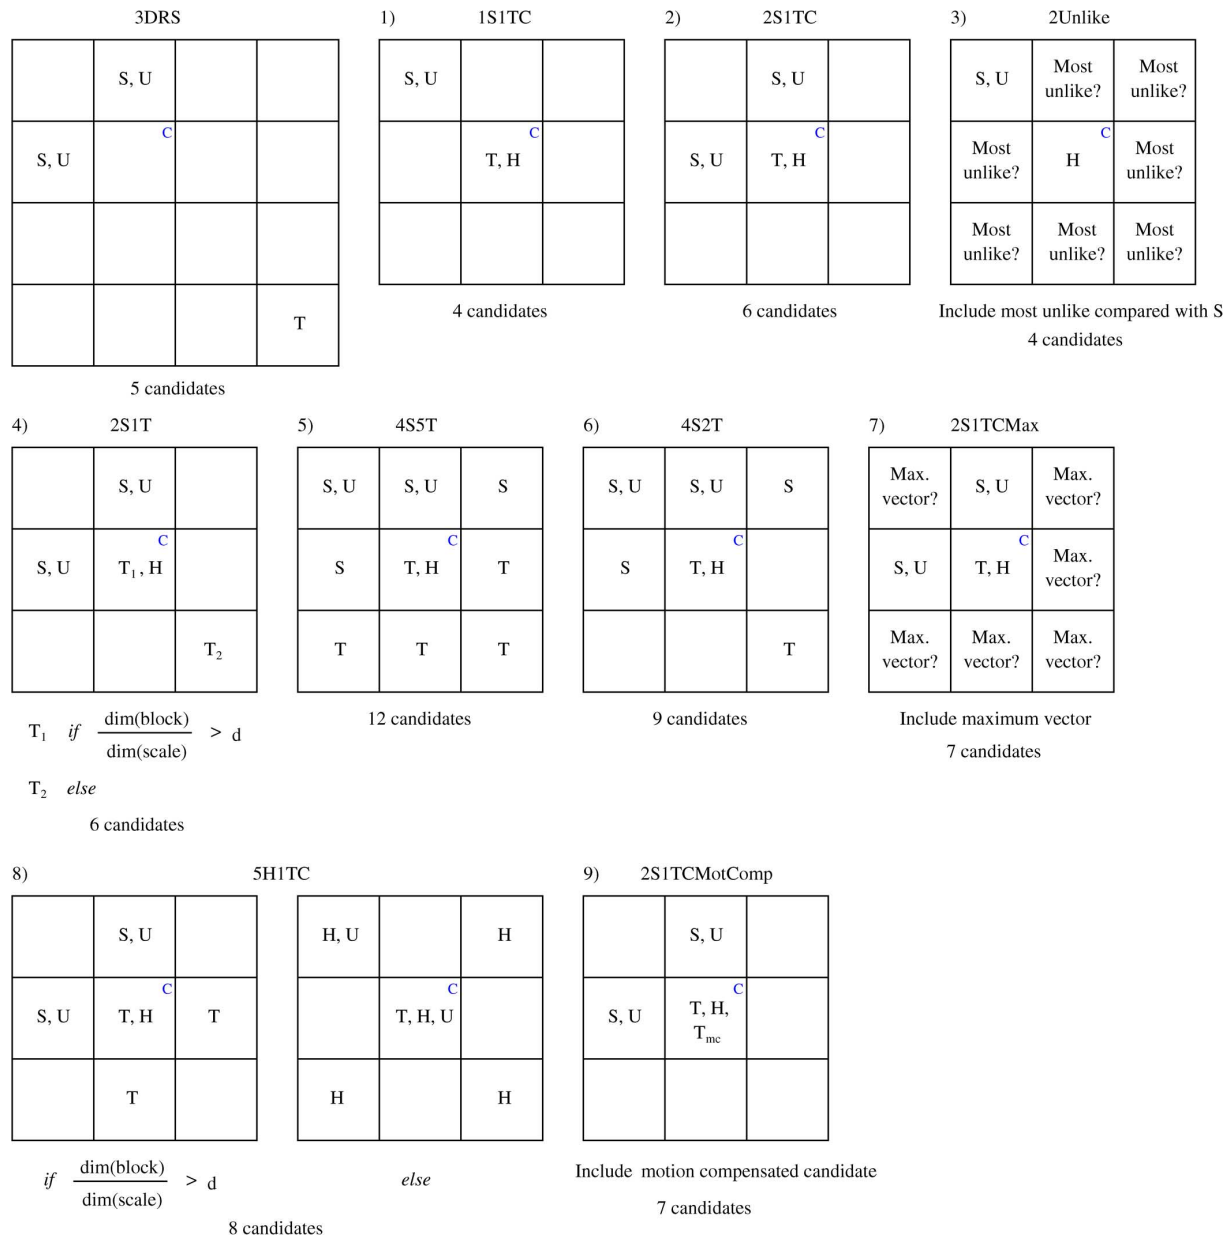 3DRS
S, U
C
S, U
T
5 candidates
1) 1S1TC
S, U
C
T, H
4 candidates
2) 2S1TC
S, U
C
S, U T, H
6 candidates
3) 2Unlike
S, U Most unlike? Most unlike?
C
Most unlike? H Most unlike?
Most unlike? Most unlike? Most unlike?
Include most unlike compared with S
4 candidates
4) 2S1T
S, U
C
S, U T1, H
T2
T1 if dim(block)
dim(scale) > d
T2 else
6 candidates
5) 4S5T
S, U S, U S
C
S T, H T
T T T
12 candidates
6) 4S2T
S, U S, U S
C
S T, H
T
9 candidates
7) 2S1TCMax
Max. vector? S, U Max. vector?
C
S, U T, H Max. vector?
Max. vector? Max. vector? Max. vector?
Include maximum vector
7 candidates
8) 5H1TC
S, U
C
S, U T, H T
T
if dim(block)
dim(scale) > d
H, U H
C
T, H, U
H H
else
8 candidates
9) 2S1TCMotComp
S, U
C
S, U T, H,
Tmc
Include motion compensated candidate
7 candidates